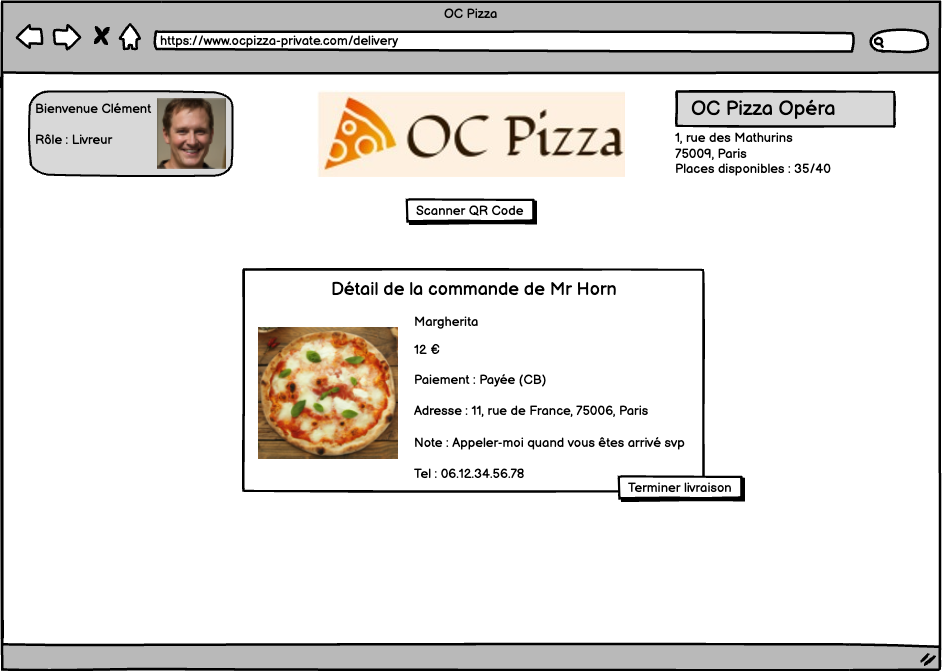 OC Pizza
https://www.ocpizza-private.com/delivery
Bienvenue Clément
Rôle : Livreur
OC Pizza
OC Pizza Opéra
1, rue des Mathurins
75009, Paris
Places disponibles : 35/40
Scanner QR Code
Détail de la commande de Mr Horn
Margherita
12 €
Paiement : Payée (CB)
Adresse : 11, rue de France, 75006, Paris
Note : Appeler-moi quand vous êtes arrivé svp
Tel : 06.12.34.56.78
Terminer livraison